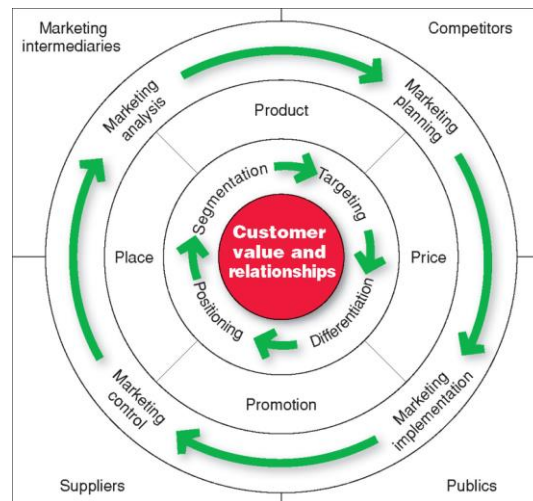 Marketing
intermediaries
Competitors
Marketing
analysis
Marketing
planning
Product
Segmentation
Targeting
Customer
value and
relationships
Place
Price
Positioning
Differentiation
Promotion
Marketing
control
Marketing
implementation
Suppliers
Publics